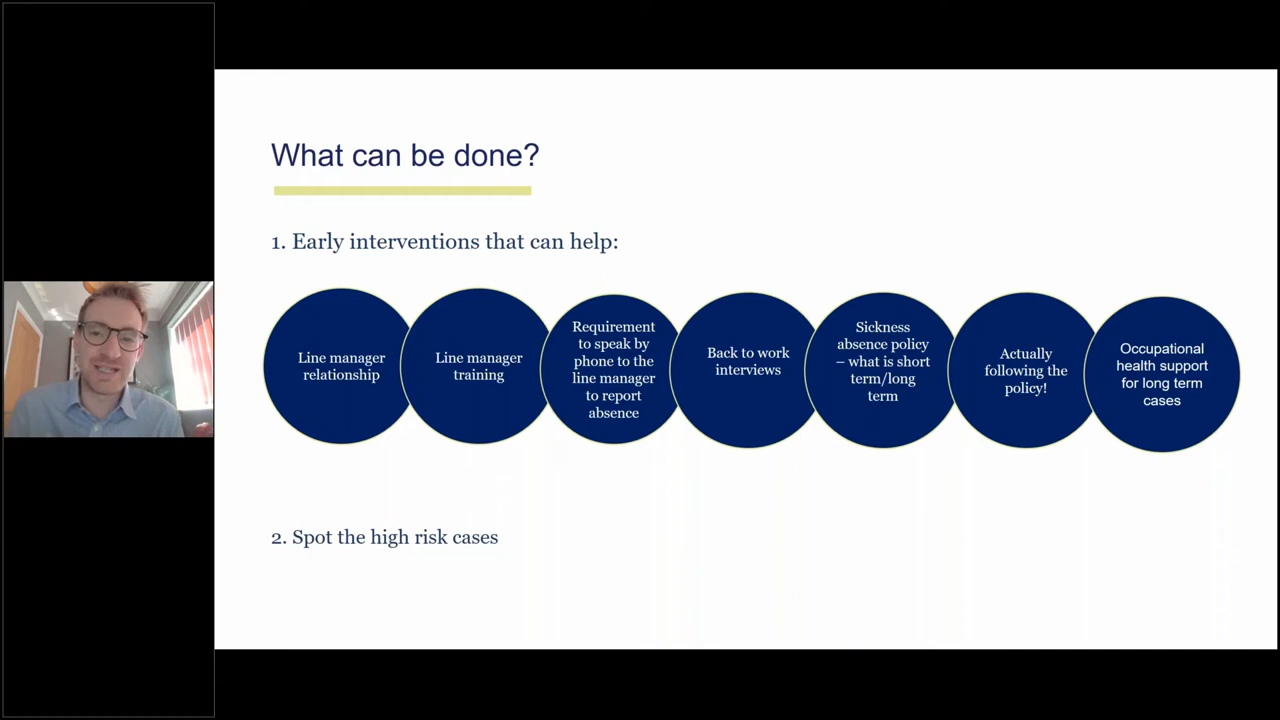 What can be done?
1. Early interventions that can help:
Line manager
relationship
Line manager
training
Requirement
to speak by
phone to the
line manager
to report
absence
Back to work
interviews
Sickness
absence policy
– what is short
term/long
term
Actually
following the
policy!
Occupational
health support
for long term
cases
2. Spot the high risk cases